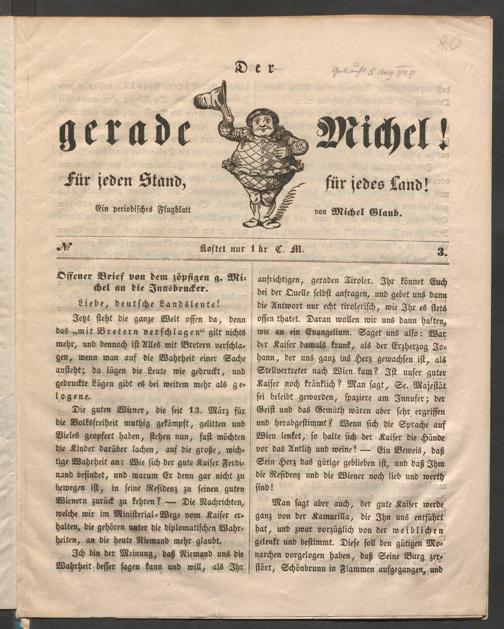 80
Der
gekauft 5 Aug 848
gerade Michel!
Für jeden Stand, für jedes Land!
Ein periodisches Flugblatt von Michel Glaub.
№ Kostet nur 1 kr C. M. 3.
Offener Brief von dem zöpfigen g. Mi-
chel an die Innsbrucker.
Liebe, deutsche Landsleute!
Jetzt steht die ganze Welt offen da, denn
das „mit Bretern verschlagen“ gilt nichts
mehr, und dennoch ist Alles mit Bretern verschla-
gen, wenn man auf die Wahrheit einer Sache
ansteht; da lügen die Leute wie gedruckt, und
gedruckte Lügen gibt es bei weitem mehr als ge-
logene.
Die guten Wiener, die seit 13. März für
die Volksfreiheit muthig gekämpft, gelitten und
Vieles geopfert haben, stehen nun, fast möchten
die Kinder darüber lachen, auf die große, wich-
tige Wahrheit an: Wie sich der gute Kaiser Ferdi-
nand befindet, und warum Er denn gar nicht zu
bewegen ist, in seine Residenz zu seinen guten
Wienern zurück zu kehren? — Die Nachrichten,
welche wir im Ministerial-Wege vom Kaiser er-
halten, die gehören unter die diplomatischen Wahr-
heiten, an die heute Niemand mehr glaubt.
Ich bin der Meinung, daß Niemand uns die
Wahrheit besser sagen kann und will, als Ihr
aufrichtigen, geraden Tiroler. Ihr könnet Euch
bei der Quelle selbst anfragen, und gebet uns dann
die Antwort nur echt tirolerisch, wie Ihr es stets
offen thatet. Daran wollen wir uns dann halten,
wie an ein Evangelium. Saget uns also: War
der Kaiser damals krank, als der Erzherzog Jo-
hann, der uns ganz ins Herz gewachsen ist, als
Stellvertreter nach Wien kam? Ist unser guter
Kaiser noch kränklich? Man sagt, Se. Majestät
sei beleibt geworden, spaziere am Innufer; der
Geist und das Gemüth wären aber sehr ergriffen
und herabgestimmt? Wenn sich die Sprache auf
Wien lenket, so halte sich der Kaiser die Hände
vor das Antlitz und weine! — Ein Beweis, daß
Sein Herz das gütige geblieben ist, und daß Ihm
die Residenz und die Wiener noch lieb und werth
sind!
Man sagt aber auch, der gute Kaiser werde
ganz von der Kamarilla, die Ihn uns entführt
hat, und zwar vorzüglich von der weiblichen
gelenkt und bestimmt. Diese soll den gütigen Mo-
narchen vorgelogen haben, daß Seine Burg zer-
stört, Schönbrunn in Flammen aufgegangen, und